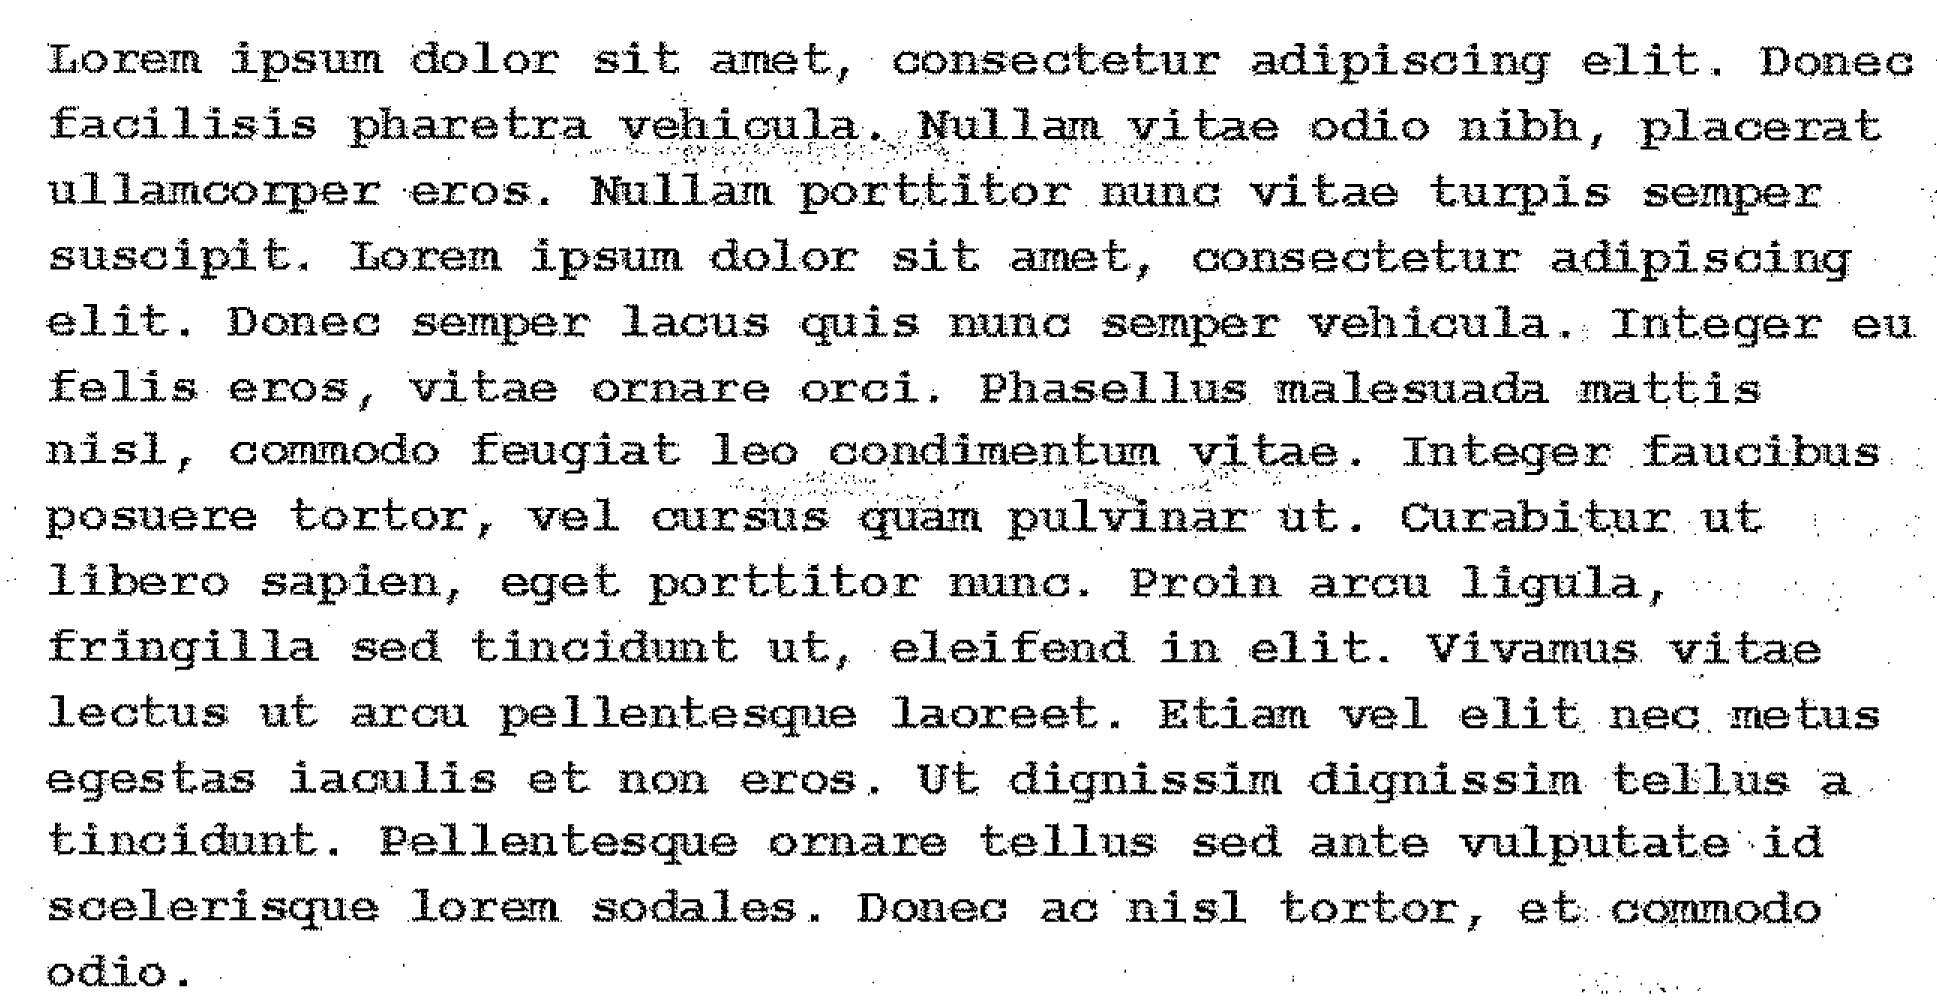 Lorem ipsum dolor sit amet, consectetur adipiscing elit. Donec
facilisis pharetra vehicula. Nullam vitae odio nibh, placerat
ullamcorper eros. Nullam porttitor nunc vitae turpis semper
suscipit. Lorem ipsum dolor sit amet, consectetur adipiscing
elit. Donec semper lacus quis nunc semper vehicula. Integer eu
felis eros, vitae ornare orci. Phasellus malesuada mattis
nisl, commodo feugiat leo condimentum vitae. Integer faucibus
posuere tortor, vel cursus quam pulvinar ut. Curabitur ut
libero sapien, eget porttitor nunc. Proin arcu ligula,
fringilla sed tincidunt ut, eleifend in elit. Vivamus vitae
lectus ut arcu pellentesque laoreet. Etiam vel elit nec metus
egestas iaculis et non eros. Ut dignissim dignissim tellus a
tincidunt. Pellentesque ornare tellus sed ante vulputate id
scelerisque lorem sodales. Donec ac nisl tortor, et commodo
odio.